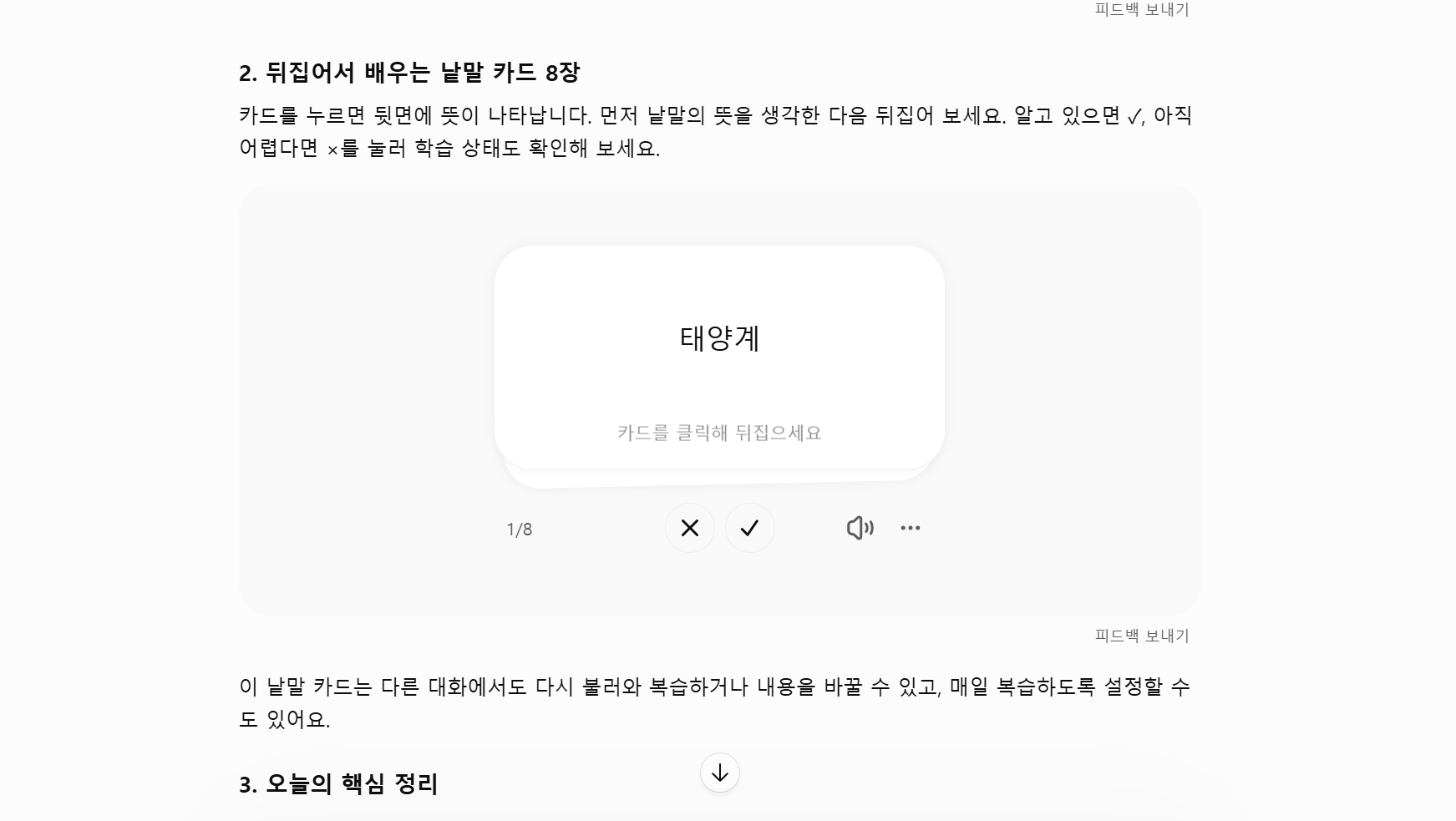 피드백 보내기
2. 뒤집어서 배우는 낱말 카드 8장
카드를 누르면 뒷면에 뜻이 나타납니다. 먼저 낱말의 뜻을 생각한 다음 뒤집어 보세요. 알고 있으면 ✓, 아직
어렵다면 ×를 눌러 학습 상태도 확인해 보세요.
태양계
카드를 클릭해 뒤집으세요
1/8
피드백 보내기
이 낱말 카드는 다른 대화에서도 다시 불러와 복습하거나 내용을 바꿀 수 있고, 매일 복습하도록 설정할 수
도 있어요.
3. 오늘의 핵심 정리